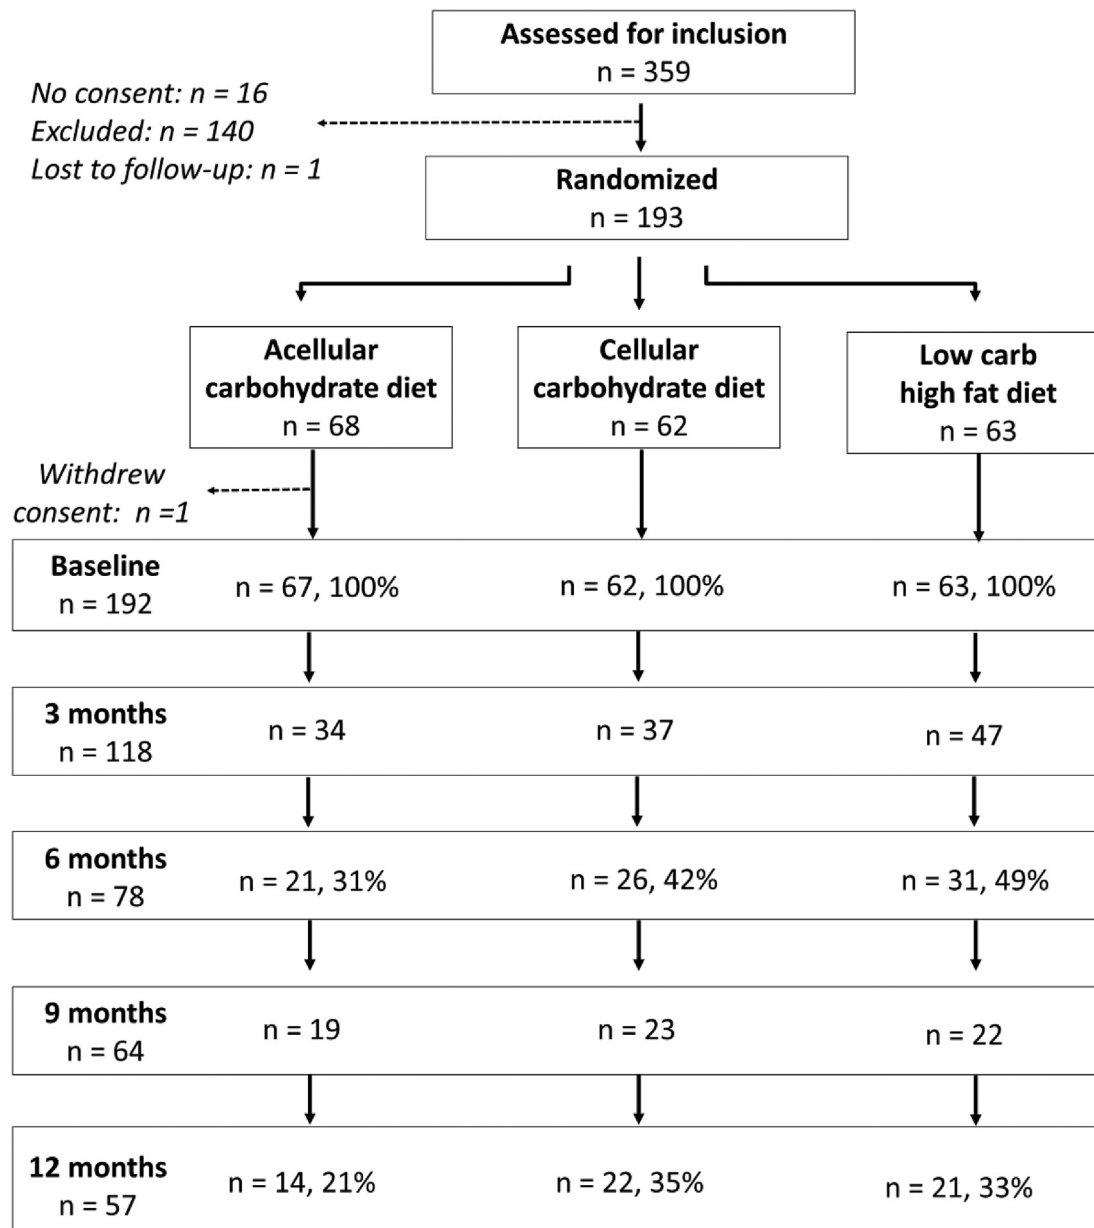 Assessed for inclusion
n = 359
No consent: n = 16
Excluded: n = 140
Lost to follow-up: n = 1
Randomized
n = 193
Acellular
carbohydrate diet
n = 68
Cellular
carbohydrate diet
n = 62
Low carb
high fat diet
n = 63
Withdrew
consent:  n =1
Baseline
n = 192
n = 67, 100%
n = 62, 100%
n = 63, 100%
3 months
n = 118
n = 34
n = 37
n = 47
6 months
n = 78
n = 21, 31%
n = 26, 42%
n = 31, 49%
9 months
n = 64
n = 19
n = 23
n = 22
12 months
n = 57
n = 14, 21%
n = 22, 35%
n = 21, 33%